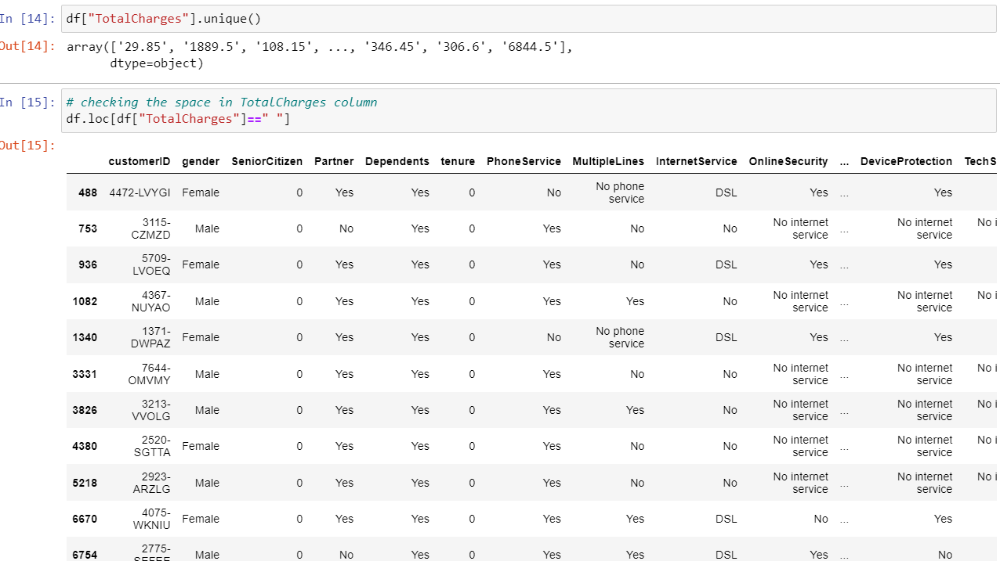 In [14]: df["TotalCharges"].unique()
Out[14]: array(['29.85', '1889.5', '108.15', ..., '346.45', '306.6', '6844.5'],
dtype=object)
In [15]: # checking the space in TotalCharges column
df.loc[df["TotalCharges"]==" "]
Out[15]:
customerID gender SeniorCitizen Partner Dependents tenure PhoneService MultipleLines InternetService OnlineSecurity ... DeviceProtection TechS
488 4472-LVYGI Female 0 Yes Yes 0 No No phone service DSL Yes ... Yes
753 3115-CZMZD Male 0 No Yes 0 Yes No No No internet service ... No internet service No i
936 5709-LVOEQ Female 0 Yes Yes 0 Yes No DSL Yes ... Yes
1082 4367-NUYAO Male 0 Yes Yes 0 Yes Yes No No internet service ... No internet service No i
1340 1371-DWPAZ Female 0 Yes Yes 0 No No phone service DSL Yes ... Yes
3331 7644-OMVMY Male 0 Yes Yes 0 Yes No No No internet service ... No internet service No i
3826 3213-VVOLG Male 0 Yes Yes 0 Yes Yes No No internet service ... No internet service No i
4380 2520-SGTTA Female 0 Yes Yes 0 Yes No No No internet service ... No internet service No i
5218 2923-ARZLG Male 0 Yes Yes 0 Yes No No No internet service ... No internet service No i
6670 4075-WKNIU Female 0 Yes Yes 0 Yes Yes DSL No ... Yes
6754 2775- Male 0 No Yes 0 Yes Yes DSL Yes ... No